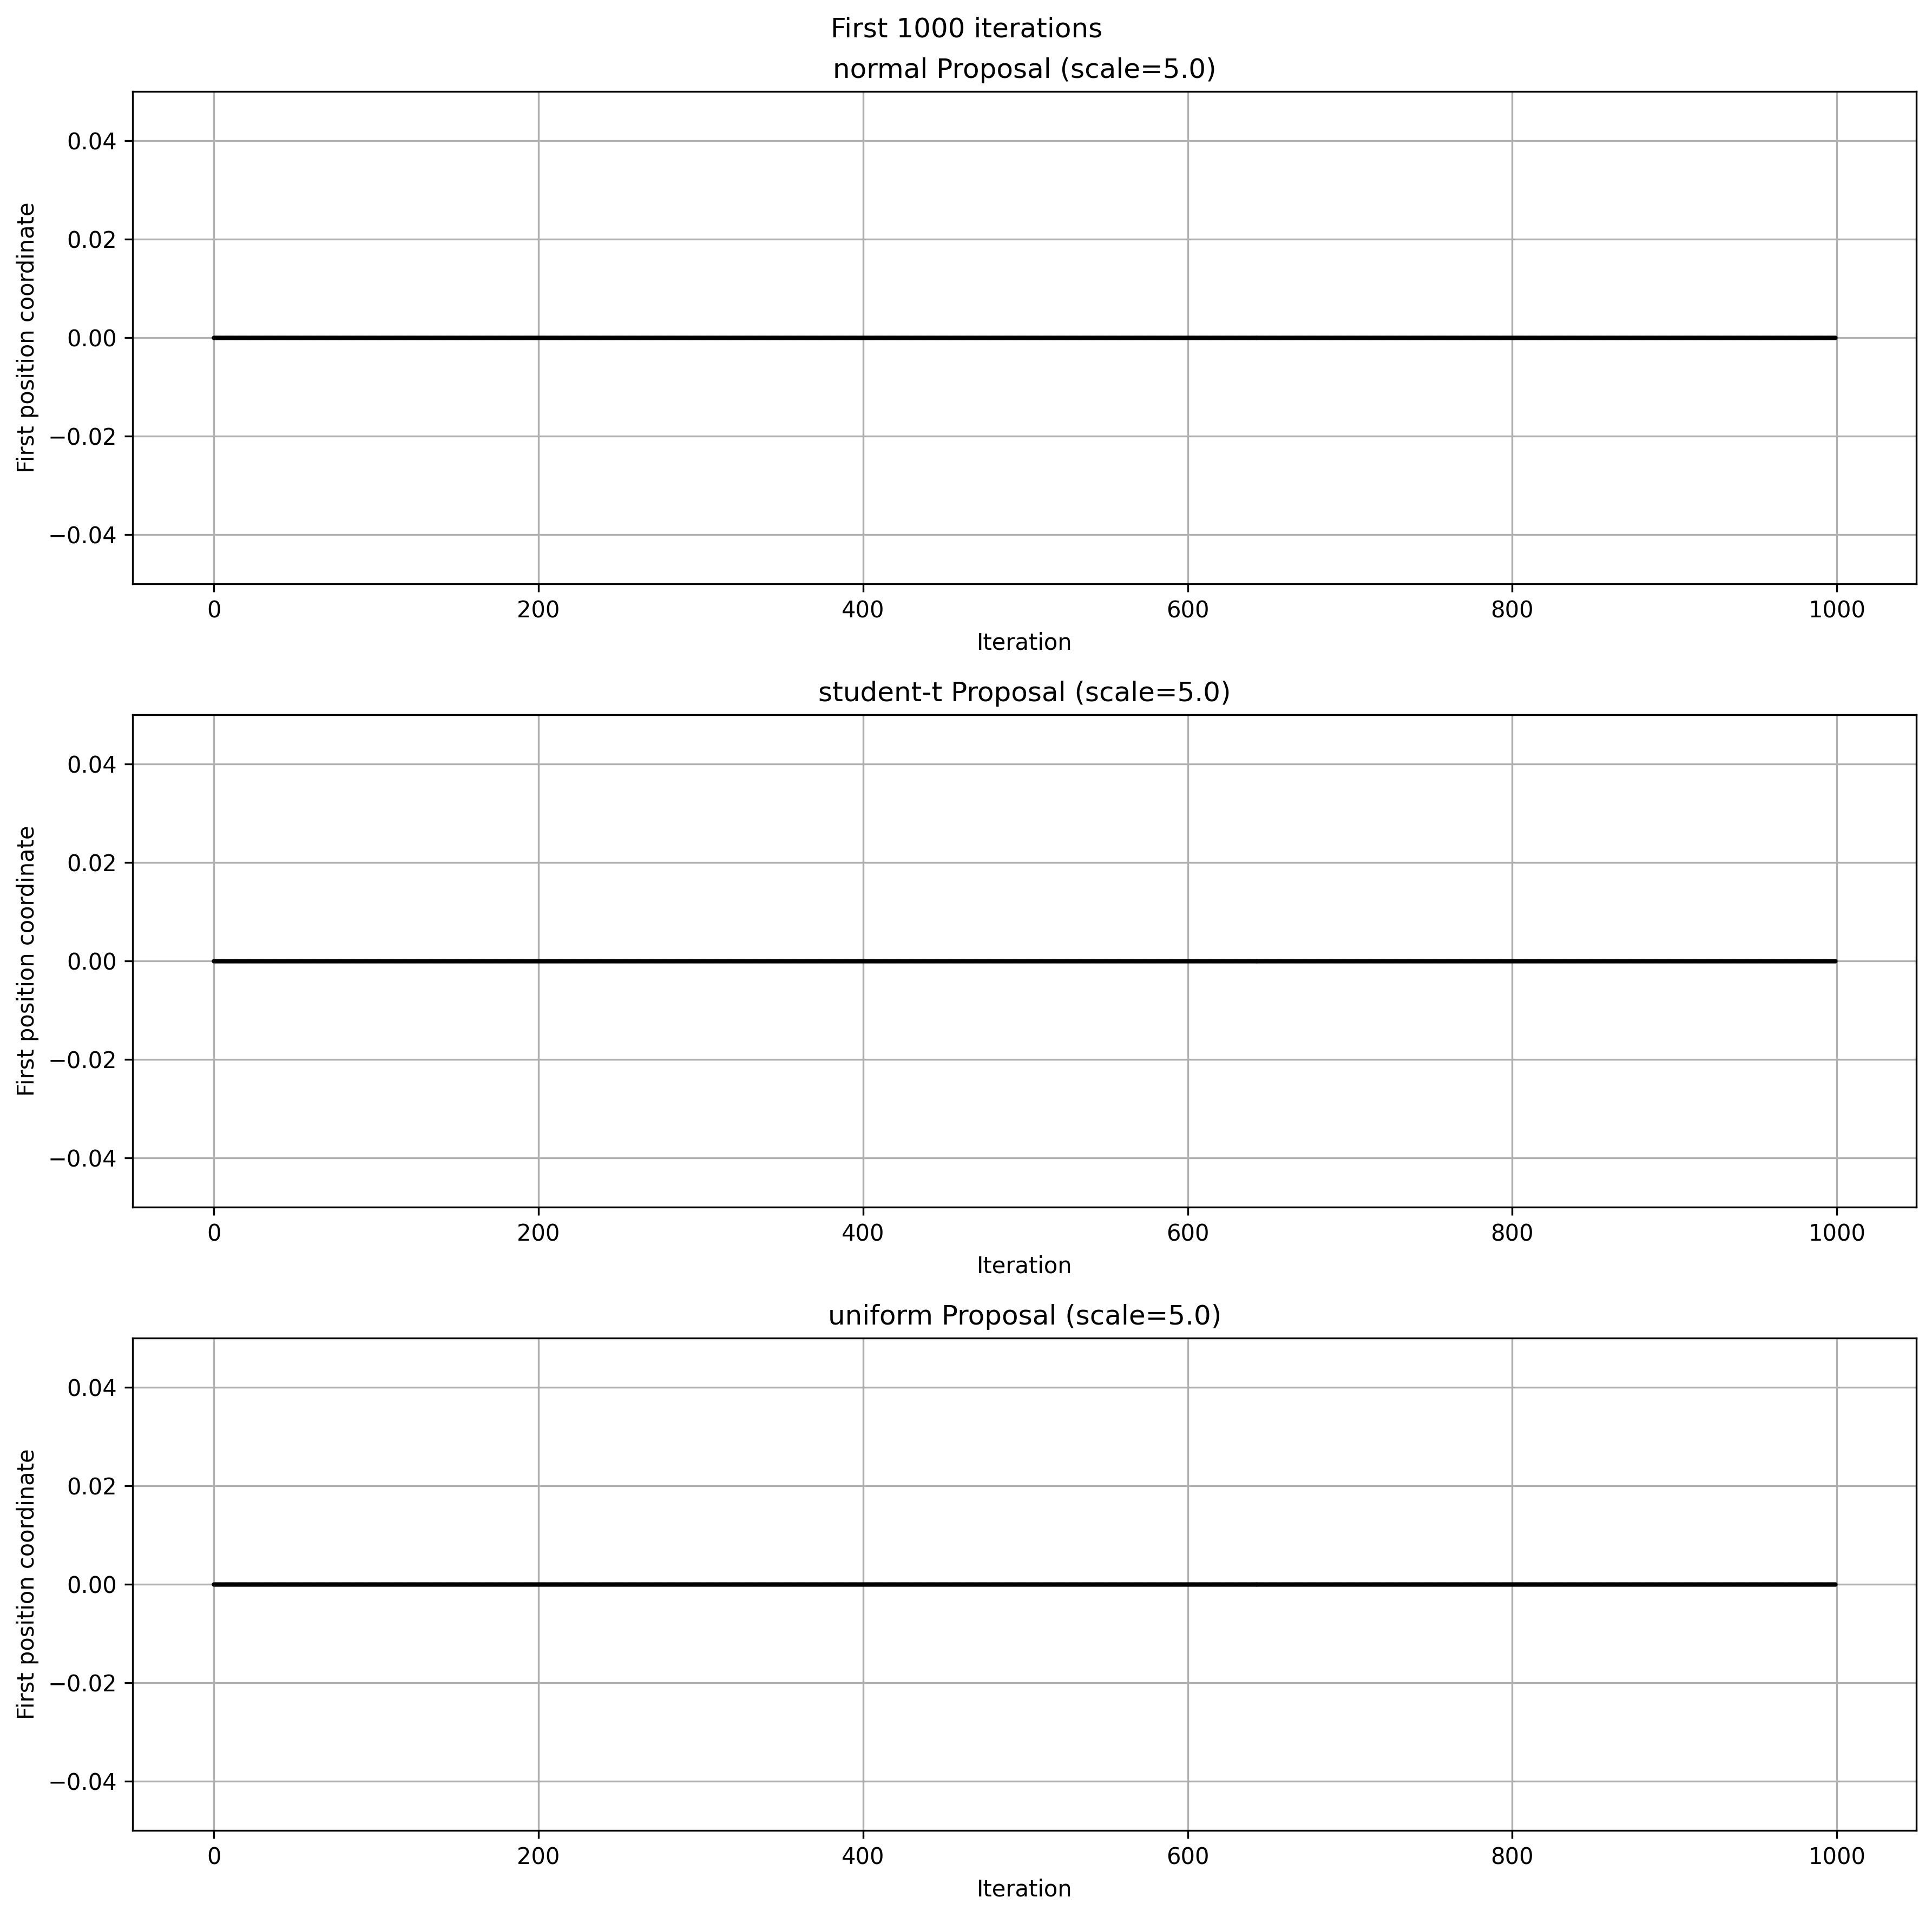 First 1000 iterations
normal Proposal (scale=5.0)
First position coordinate
0.04
0.02
0.00
−0.02
−0.04
0 200 400 600 800 1000
Iteration
student-t Proposal (scale=5.0)
First position coordinate
0.04
0.02
0.00
−0.02
−0.04
0 200 400 600 800 1000
Iteration
uniform Proposal (scale=5.0)
First position coordinate
0.04
0.02
0.00
−0.02
−0.04
0 200 400 600 800 1000
Iteration